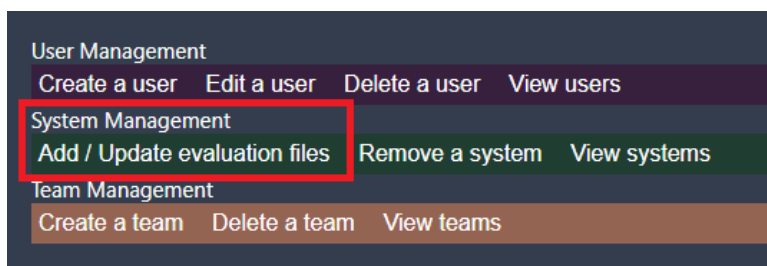 User Management
Create a user Edit a user Delete a user View users
System Management
Add / Update evaluation files Remove a system View systems
Team Management
Create a team Delete a team View teams